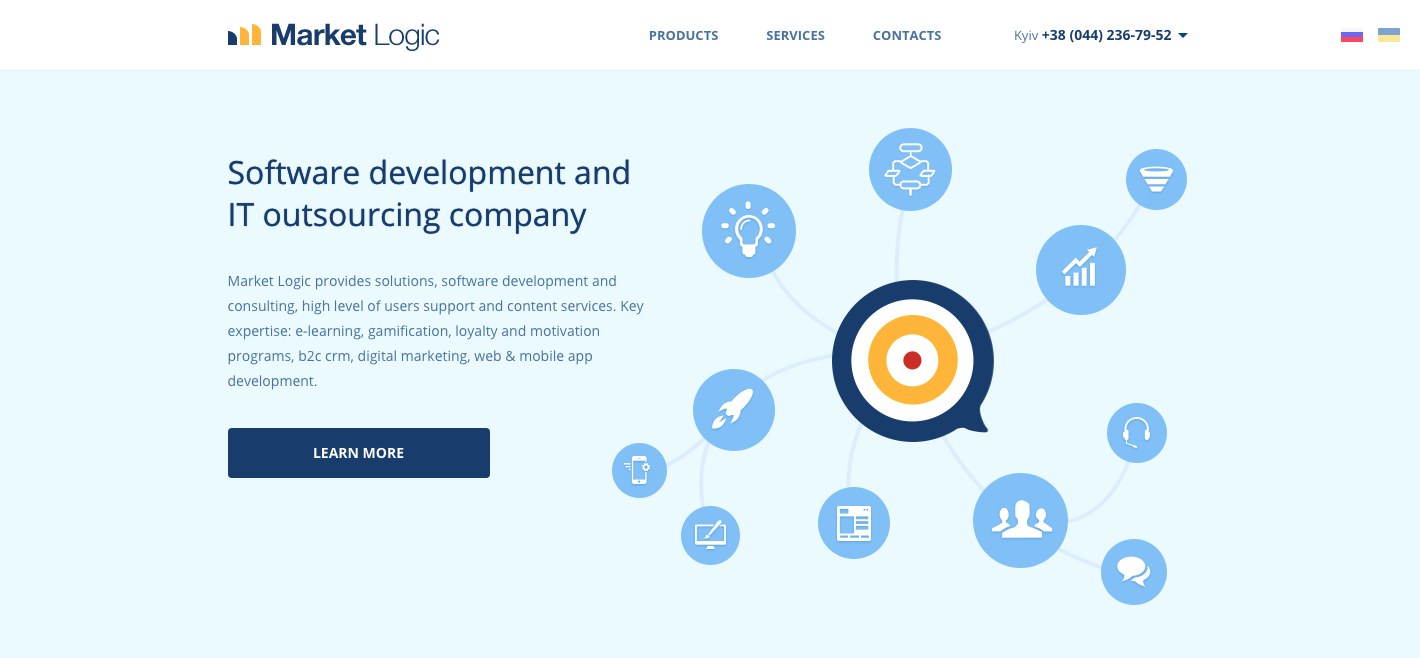 Market Logic
PRODUCTS SERVICES CONTACTS Kyiv +38 (044) 236-79-52
Software development and
IT outsourcing company
Market Logic provides solutions, software development and
consulting, high level of users support and content services. Key
expertise: e-learning, gamification, loyalty and motivation
programs, b2c crm, digital marketing, web & mobile app
development.
LEARN MORE